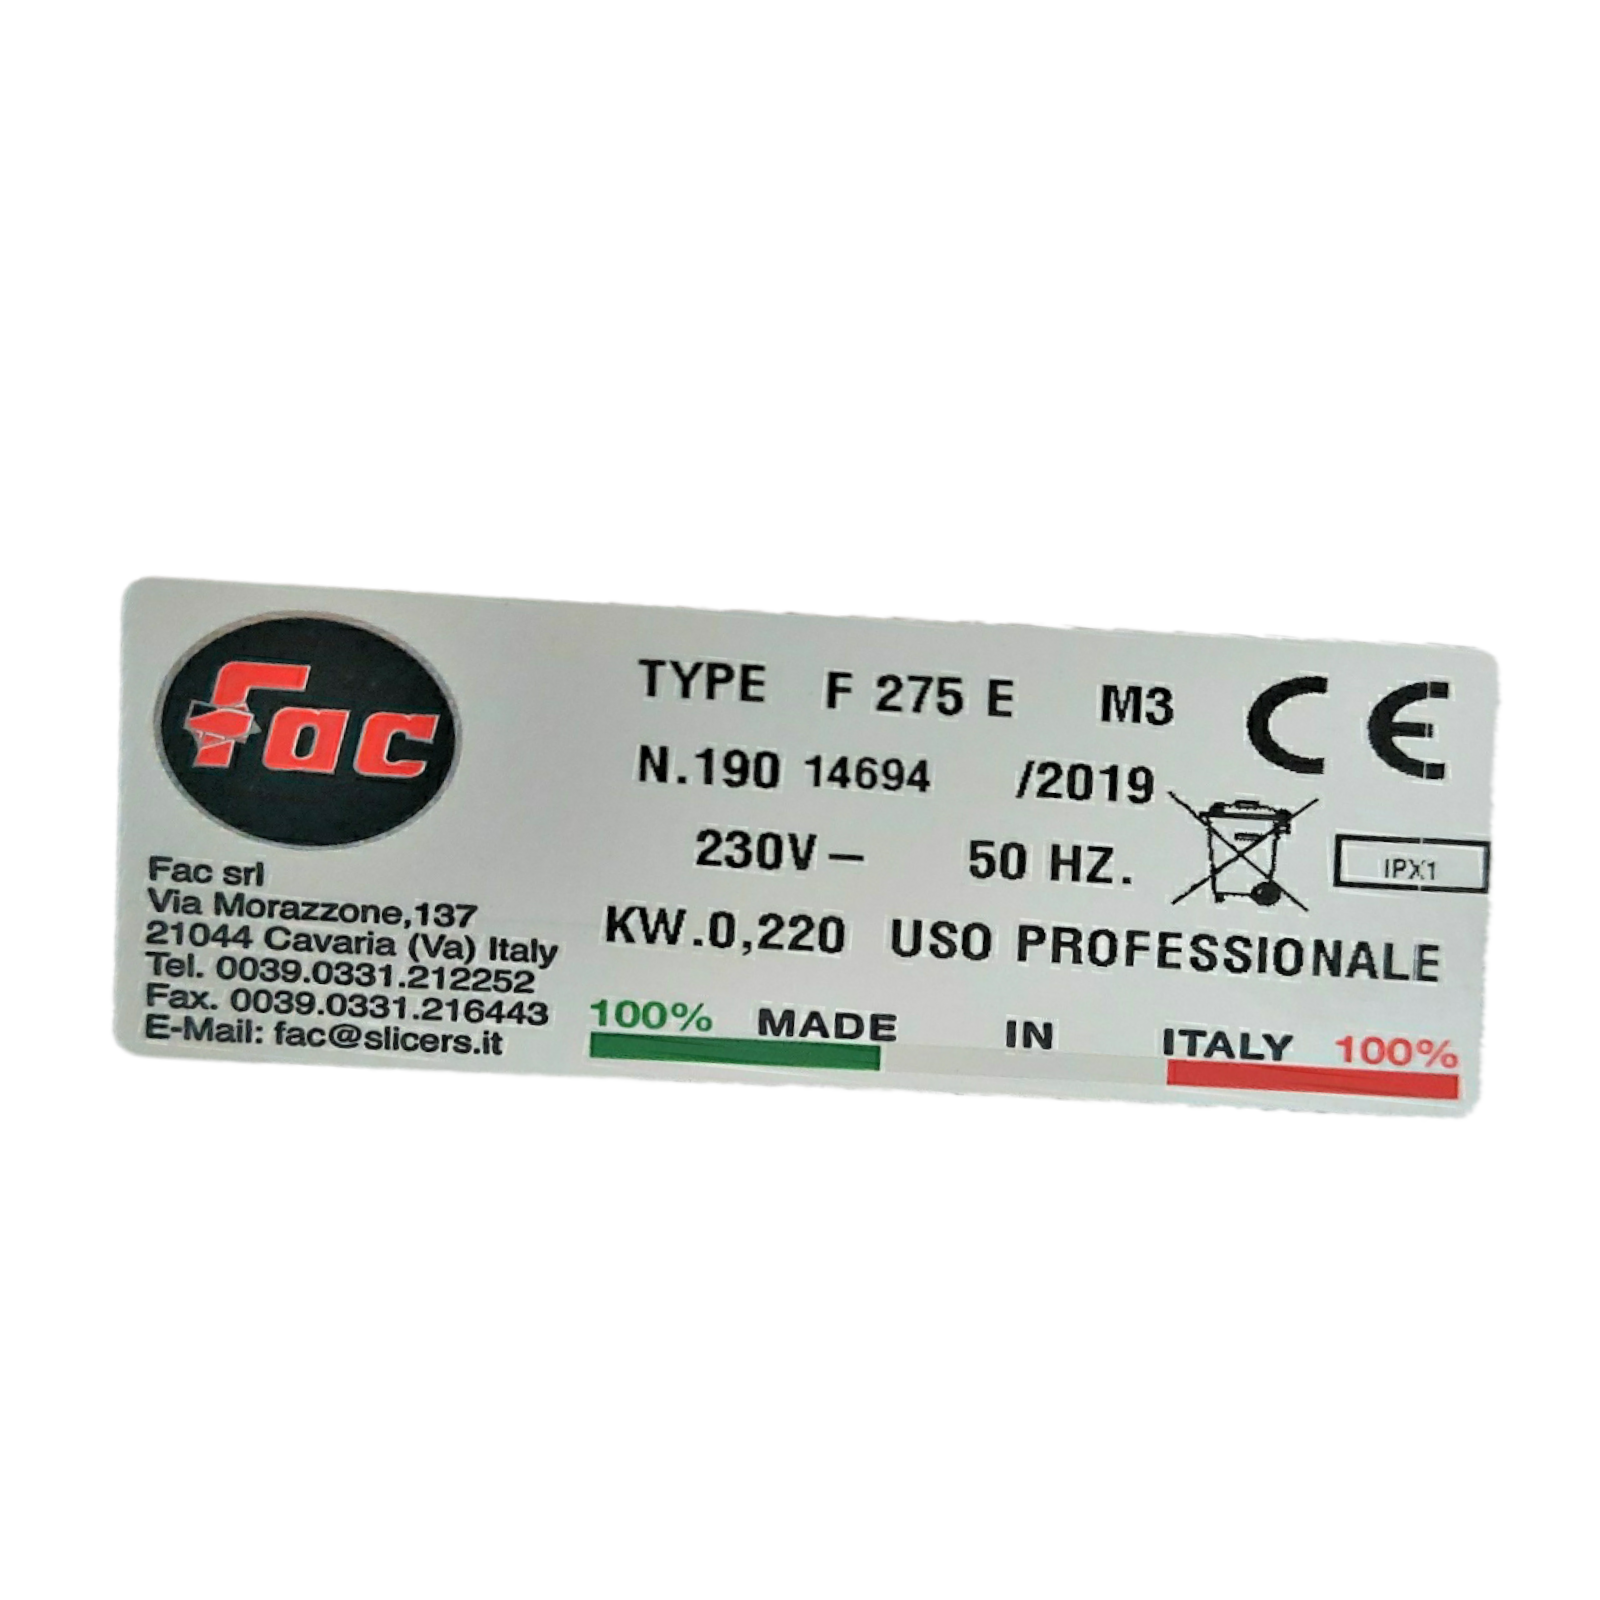 Fac
Fac srl
Via Morazzone,137
21044 Cavaria (Va) Italy
Tel. 0039.0331.212252
Fax. 0039.0331.216443
E-Mail: fac@slicers.it
TYPE F 275 E M3 CE
N.190 14694 /2019
230V– 50 HZ. IPX1
KW.0,220 USO PROFESSIONALE
100% MADE IN ITALY 100%